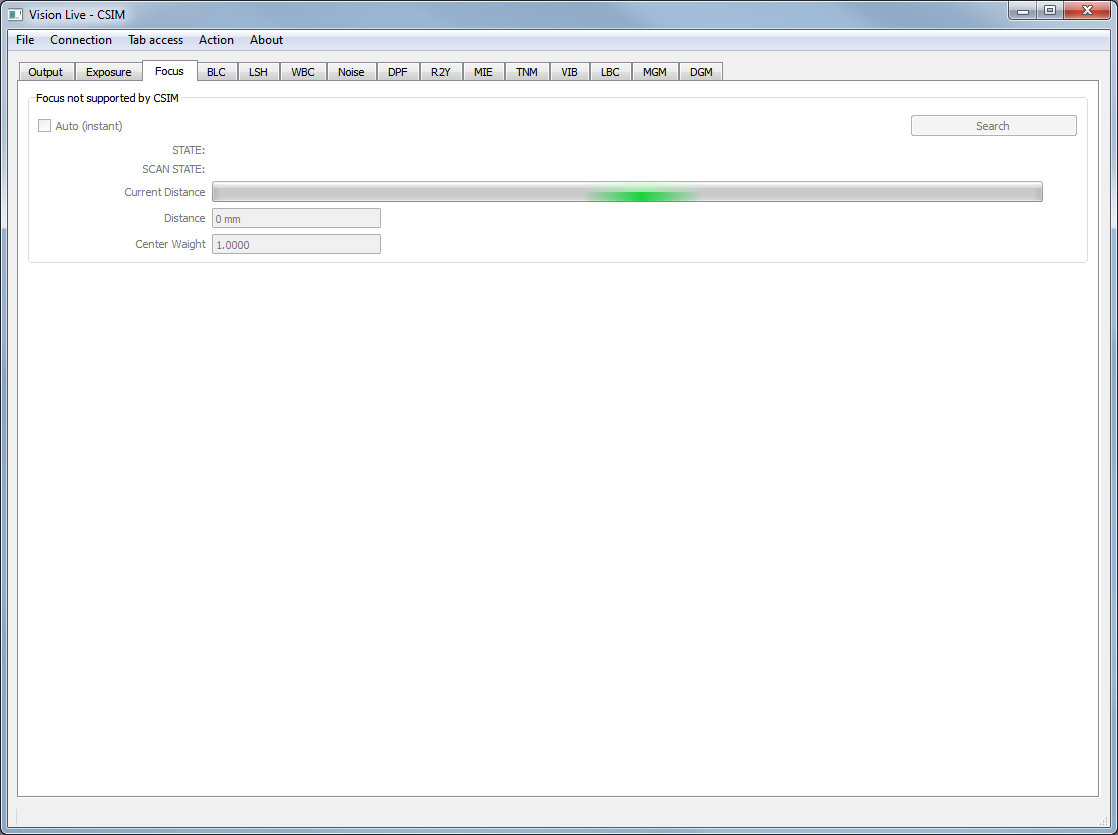 Vision Live - CSIM
File Connection Tab access Action About
Output Exposure Focus BLC LSH WBC Noise DPF R2Y MIE TNM VIB LBC MGM DGM
Focus not supported by CSIM
Auto (instant) Search
STATE:
SCAN STATE:
Current Distance
Distance 0 mm
Center Weight 1.0000